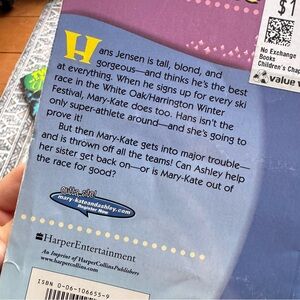 $1
No Exchange
Books
Children's Chap
value v
Hans Jensen is tall, blond, and
gorgeous—and thinks he's the best
at everything. When he signs up for every ski
race in the White Oak/Harrington Winter
Festival, Mary-Kate does too. Hans isn't the
only super-athlete around—and she's going to
prove it!
But then Mary-Kate gets into major trouble—
and is thrown off all the teams! Can Ashley help
her sister get back on—or is Mary-Kate out of
the race for good?
mary-kateandashley.com
Register Now
HarperEntertainment
An Imprint of HarperCollinsPublishers
www.harpercollins.com
ISBN 0-06-106655-9